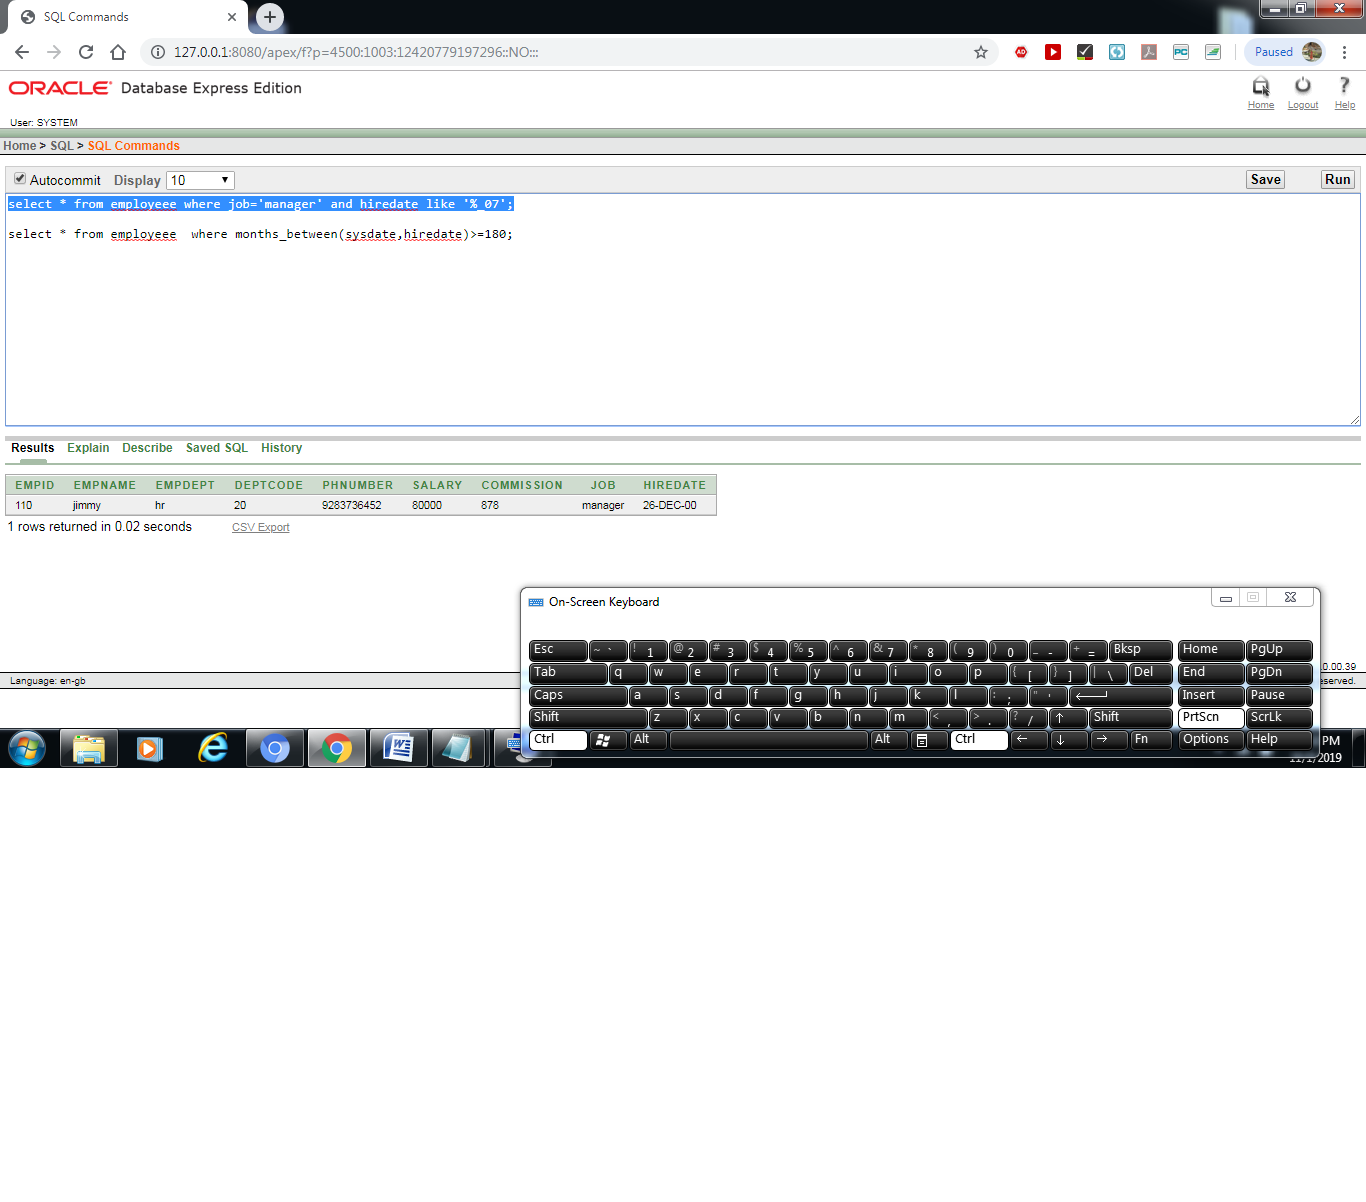 SQL Commands
127.0.0.1:8080/apex/f?p=4500:1003:12420779197296::NO:::
Paused
ORACLE Database Express Edition
Home Logout Help
User: SYSTEM
Home > SQL > SQL Commands
Autocommit Display 10 Save Run
select * from employeee where job='manager' and hiredate like '%_07';
select * from employeee where months_between(sysdate,hiredate)>=180;
Results Explain Describe Saved SQL History
EMPID EMPNAME EMPDEPT DEPTCODE PHNUMBER SALARY COMMISSION JOB HIREDATE
110 jimmy hr 20 9283736452 80000 878 manager 26-DEC-00
1 rows returned in 0.02 seconds CSV Export
On-Screen Keyboard
Esc ~ ` ! 1 @ 2 # 3 $ 4 % 5 ^ 6 & 7 * 8 ( 9 ) 0 _ - + = Bksp Home PgUp
Tab q w e r t y u i o p { [ } ] | \ Del End PgDn
Caps a s d f g h j k l : ; " ' Insert Pause
Shift z x c v b n m < , > . ? / ↑ Shift PrtScn ScrLk
Ctrl Alt Alt Ctrl ← ↓ → Fn Options Help
.0.00.39
Language: en-gb
served.
PM
11/1/2019